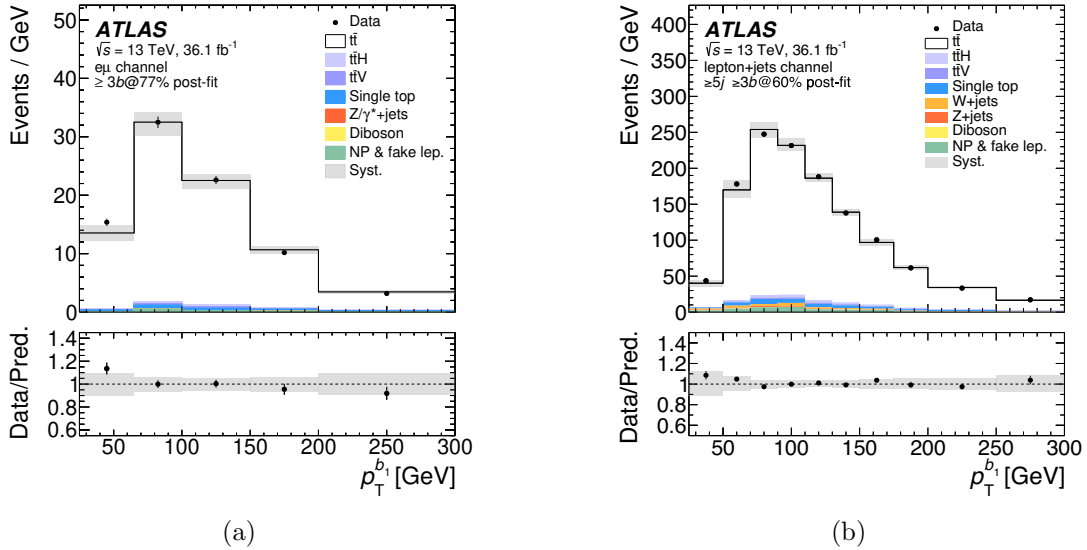 Events / GeV
50
40
30
20
10
0
ATLAS
√s = 13 TeV, 36.1 fb⁻¹
eμ channel
≥ 3b@77% post-fit
Data
tt̄
tt̄H
tt̄V
Single top
Z/γ*+jets
Diboson
NP & fake lep.
Syst.
Data/Pred.
1.4
1.2
1
0.8
0.6
50 100 150 200 250 300
p_T^{b_1} [GeV]
(a)
Events / GeV
400
350
300
250
200
150
100
50
0
ATLAS
√s = 13 TeV, 36.1 fb⁻¹
lepton+jets channel
≥5j ≥3b@60% post-fit
Data
tt̄
tt̄H
tt̄V
Single top
W+jets
Z+jets
Diboson
NP & fake lep.
Syst.
Data/Pred.
1.4
1.2
1
0.8
0.6
50 100 150 200 250 300
p_T^{b_1} [GeV]
(b)